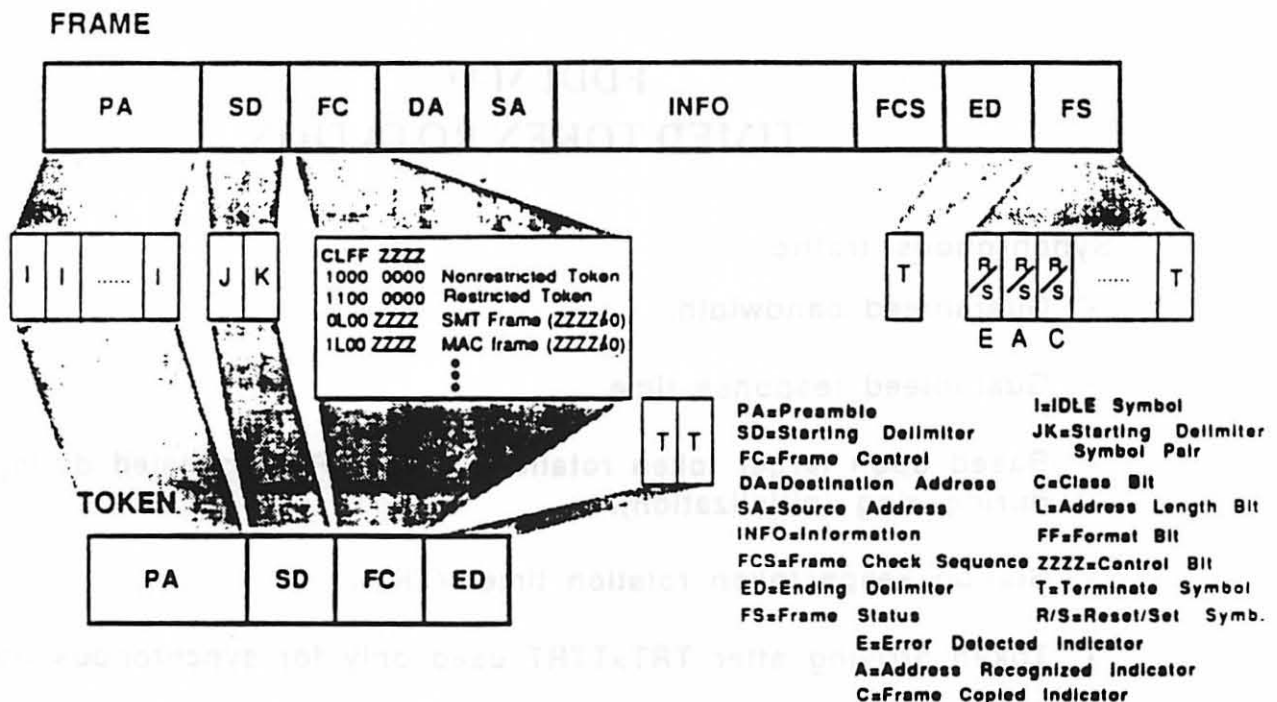 FRAME
PA SD FC DA SA INFO FCS ED FS
I I ...... I J K
CLFF ZZZZ
1000 0000 Nonrestricted Token
1100 0000 Restricted Token
0L00 ZZZZ SMT Frame (ZZZZ≠0)
1L00 ZZZZ MAC frame (ZZZZ≠0)
T R/S R/S R/S ...... T
E A C
T T
TOKEN
PA SD FC ED
PA=Preamble
SD=Starting Delimiter
FC=Frame Control
DA=Destination Address
SA=Source Address
INFO=Information
FCS=Frame Check Sequence
ED=Ending Delimiter
FS=Frame Status
I=IDLE Symbol
JK=Starting Delimiter
Symbol Pair
C=Class Bit
L=Address Length Bit
FF=Format Bit
ZZZZ=Control Bit
T=Terminate Symbol
R/S=Reset/Set Symb.
E=Error Detected Indicator
A=Address Recognized Indicator
C=Frame Copied Indicator